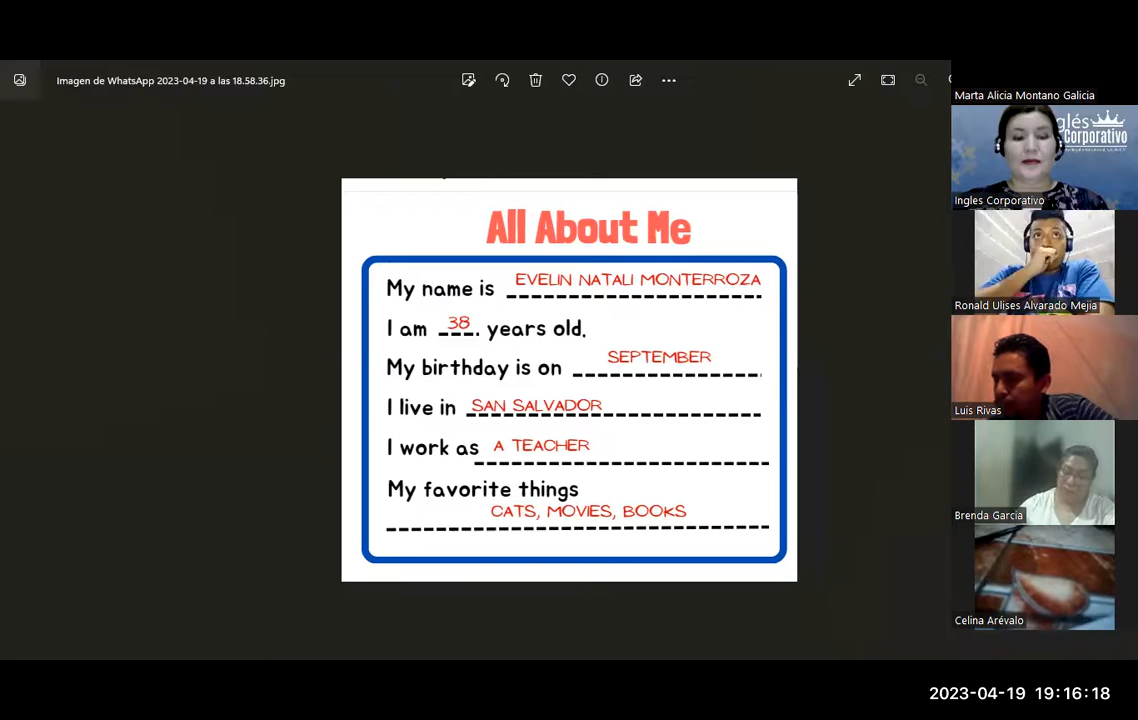 Imagen de WhatsApp 2023-04-19 a las 18.58.36.jpg
All About Me
My name is EVELIN NATALI MONTERROZA
I am 38 years old.
My birthday is on SEPTEMBER
I live in SAN SALVADOR
I work as A TEACHER
My favorite things
CATS, MOVIES, BOOKS
Marta Alicia Montano Galicia
glés
Corporativo
Ingles Corporativo
Ronald Ulises Alvarado Mejia
Luis Rivas
Brenda Garcia
Celina Arévalo
2023-04-19 19:16:18